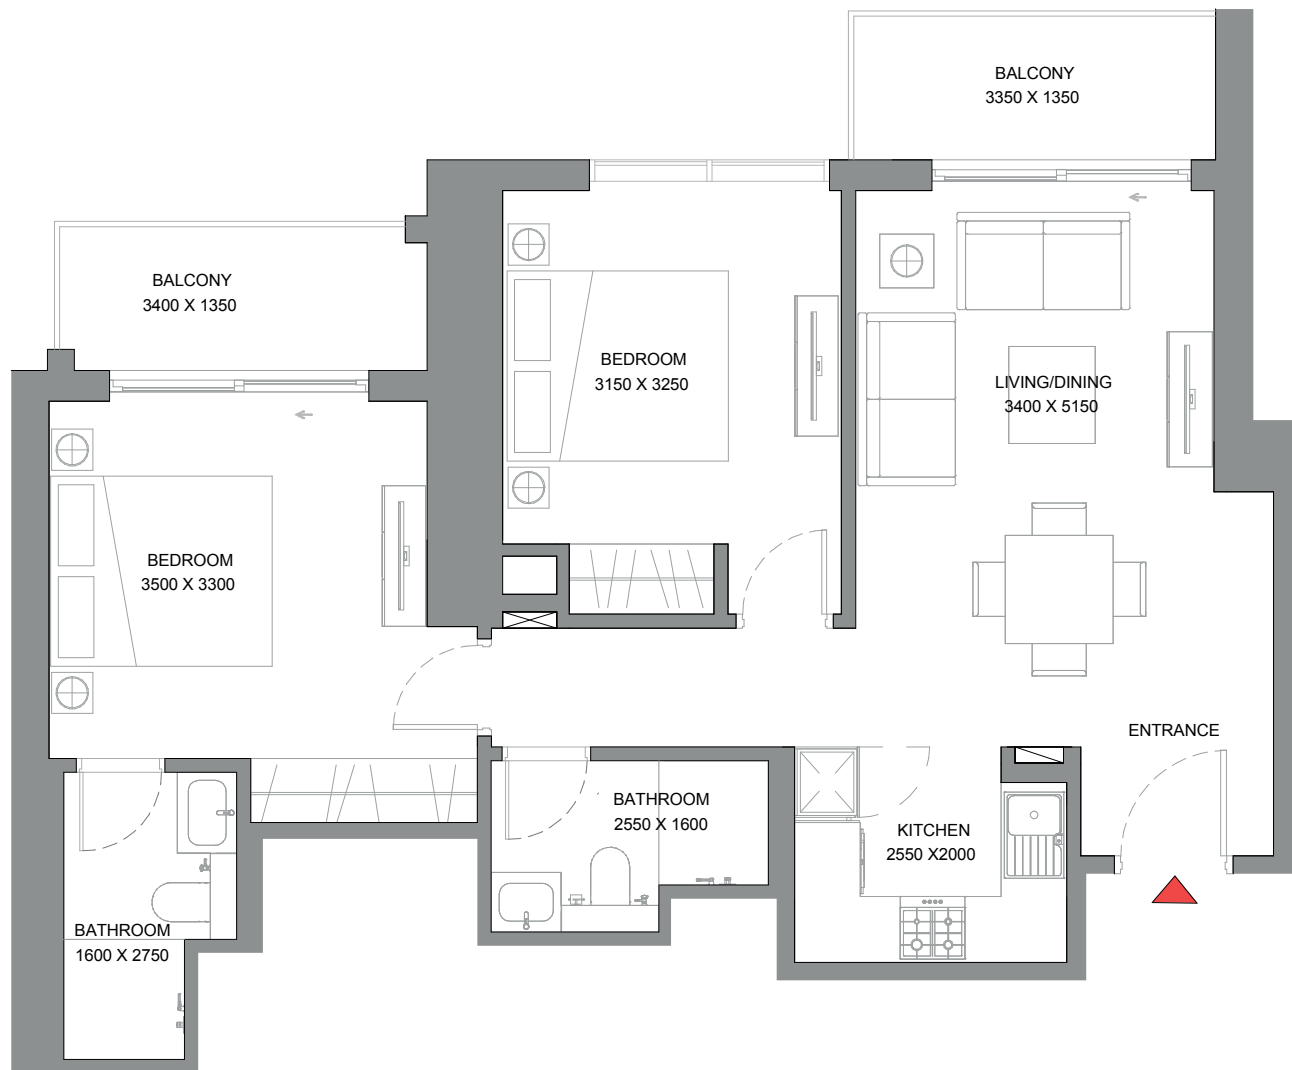 BALCONY
3350 X 1350
BALCONY
3400 X 1350
BEDROOM
3150 X 3250
LIVING/DINING
3400 X 5150
BEDROOM
3500 X 3300
ENTRANCE
BATHROOM
2550 X 1600
KITCHEN
2550 X2000
BATHROOM
1600 X 2750